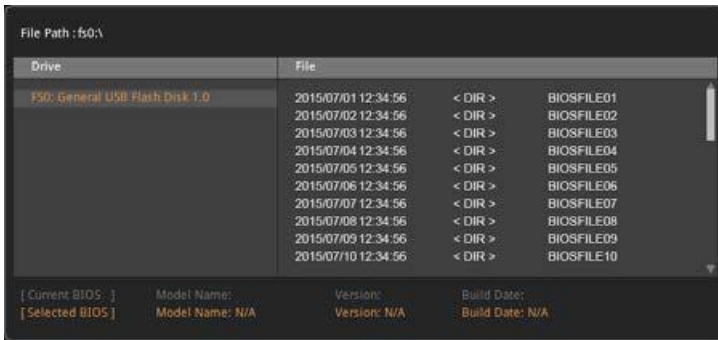 File Path : fs0:\
Drive File
FS0: General USB Flash Disk 1.0
2015/07/01 12:34:56 < DIR > BIOSFILE01
2015/07/02 12:34:56 < DIR > BIOSFILE02
2015/07/03 12:34:56 < DIR > BIOSFILE03
2015/07/04 12:34:56 < DIR > BIOSFILE04
2015/07/05 12:34:56 < DIR > BIOSFILE05
2015/07/06 12:34:56 < DIR > BIOSFILE06
2015/07/07 12:34:56 < DIR > BIOSFILE07
2015/07/08 12:34:56 < DIR > BIOSFILE08
2015/07/09 12:34:56 < DIR > BIOSFILE09
2015/07/10 12:34:56 < DIR > BIOSFILE10
[ Current BIOS ] Model Name: Version: Build Date:
[ Selected BIOS ] Model Name: N/A Version: N/A Build Date: N/A